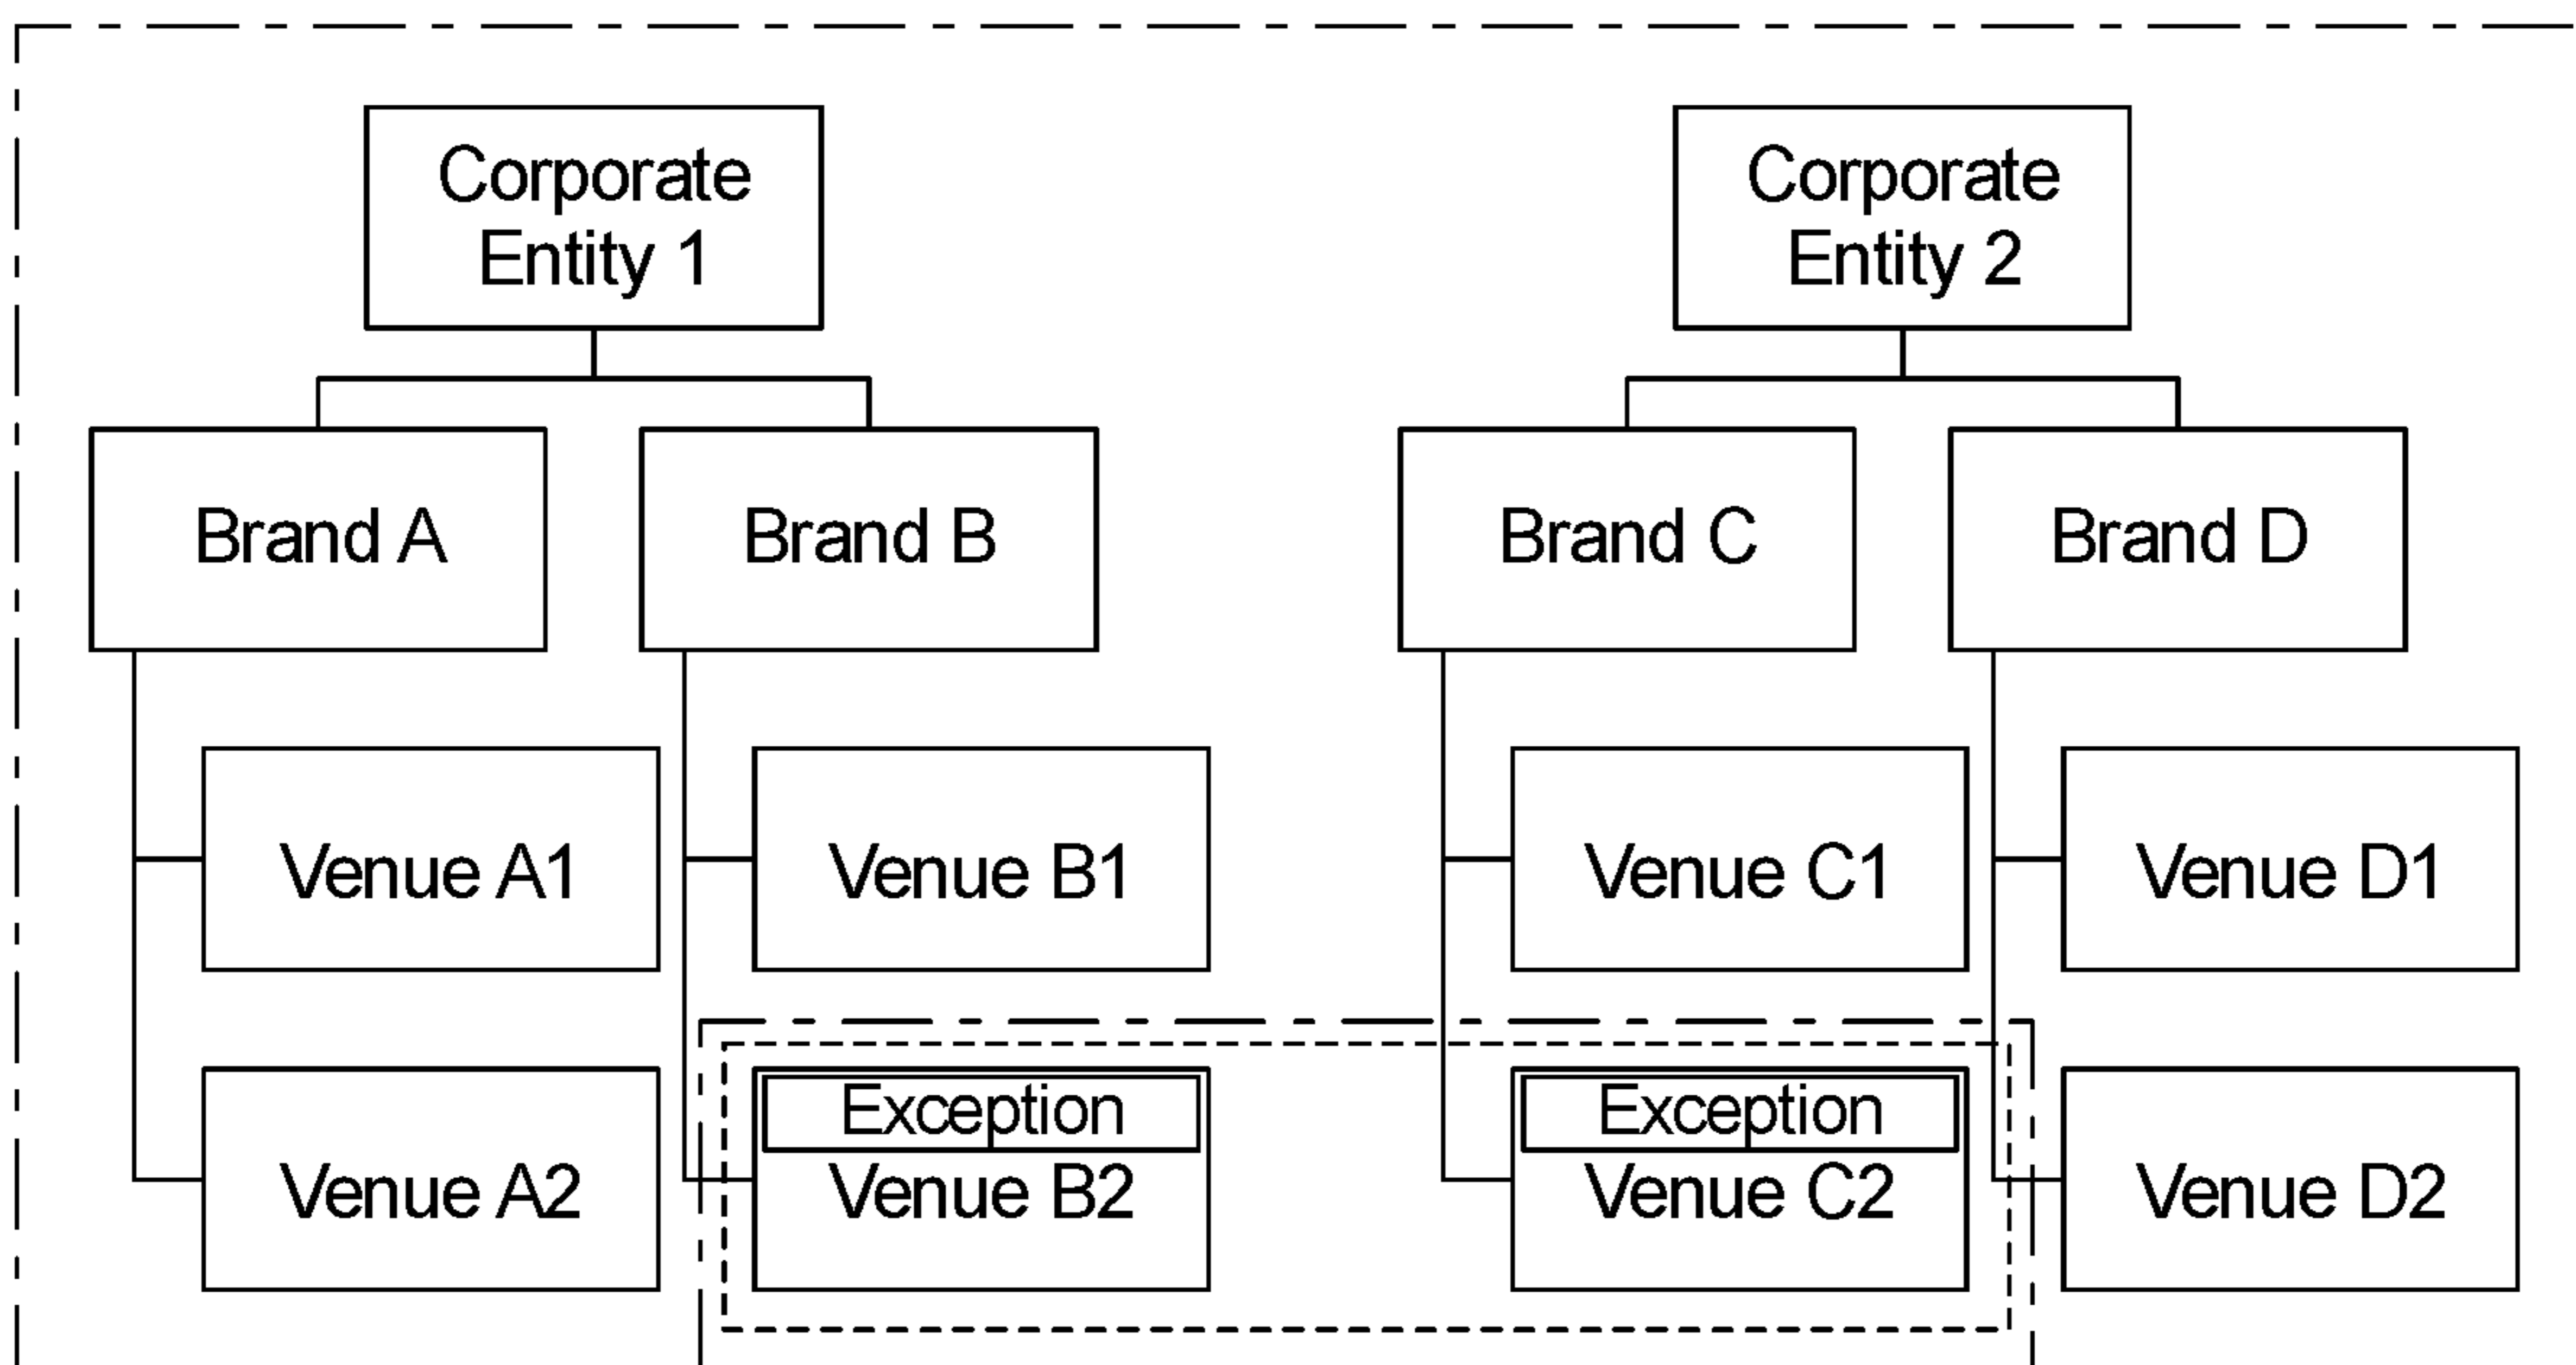 Corporate
Entity 1
Corporate
Entity 2
Brand A
Brand B
Brand C
Brand D
Venue A1
Venue B1
Venue C1
Venue D1
Venue A2
Exception
Venue B2
Exception
Venue C2
Venue D2